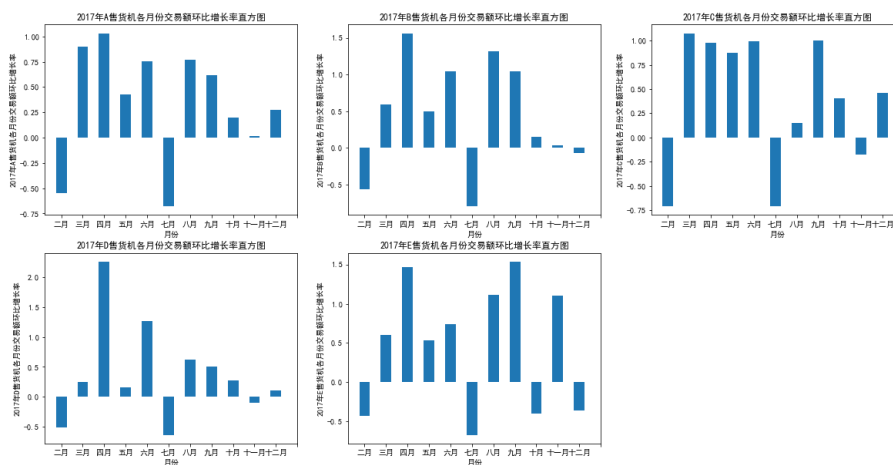 2017年A售货机各月份交易额环比增长率直方图
2017年A售货机各月份交易额环比增长率
1.00
0.75
0.50
0.25
0.00
−0.25
−0.50
−0.75
二月 三月 四月 五月 六月 七月 八月 九月 十月 十一月 十二月
月份
2017年B售货机各月份交易额环比增长率直方图
2017年B售货机各月份交易额环比增长率
1.5
1.0
0.5
0.0
−0.5
二月 三月 四月 五月 六月 七月 八月 九月 十月 十一月 十二月
月份
2017年C售货机各月份交易额环比增长率直方图
2017年C售货机各月份交易额环比增长率
1.00
0.75
0.50
0.25
0.00
−0.25
−0.50
−0.75
二月 三月 四月 五月 六月 七月 八月 九月 十月 十一月 十二月
月份
2017年D售货机各月份交易额环比增长率直方图
2017年D售货机各月份交易额环比增长率
2.0
1.5
1.0
0.5
0.0
−0.5
二月 三月 四月 五月 六月 七月 八月 九月 十月 十一月 十二月
月份
2017年E售货机各月份交易额环比增长率直方图
2017年E售货机各月份交易额环比增长率
1.5
1.0
0.5
0.0
−0.5
二月 三月 四月 五月 六月 七月 八月 九月 十月 十一月 十二月
月份